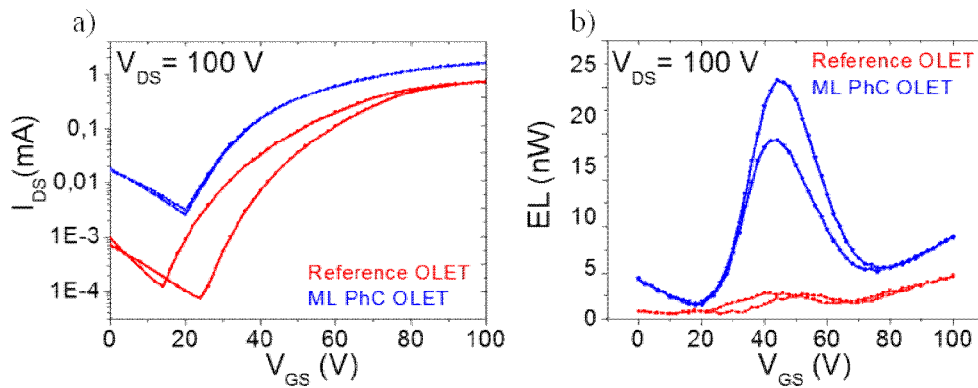 a)
V_DS = 100 V
I_DS (mA)
1
0,1
0,01
1E-3
1E-4
Reference OLET
ML PhC OLET
0 20 40 60 80 100
V_GS (V)
b)
V_DS = 100 V
Reference OLET
ML PhC OLET
EL (nW)
25
20
15
10
5
0
0 20 40 60 80 100
V_GS (V)